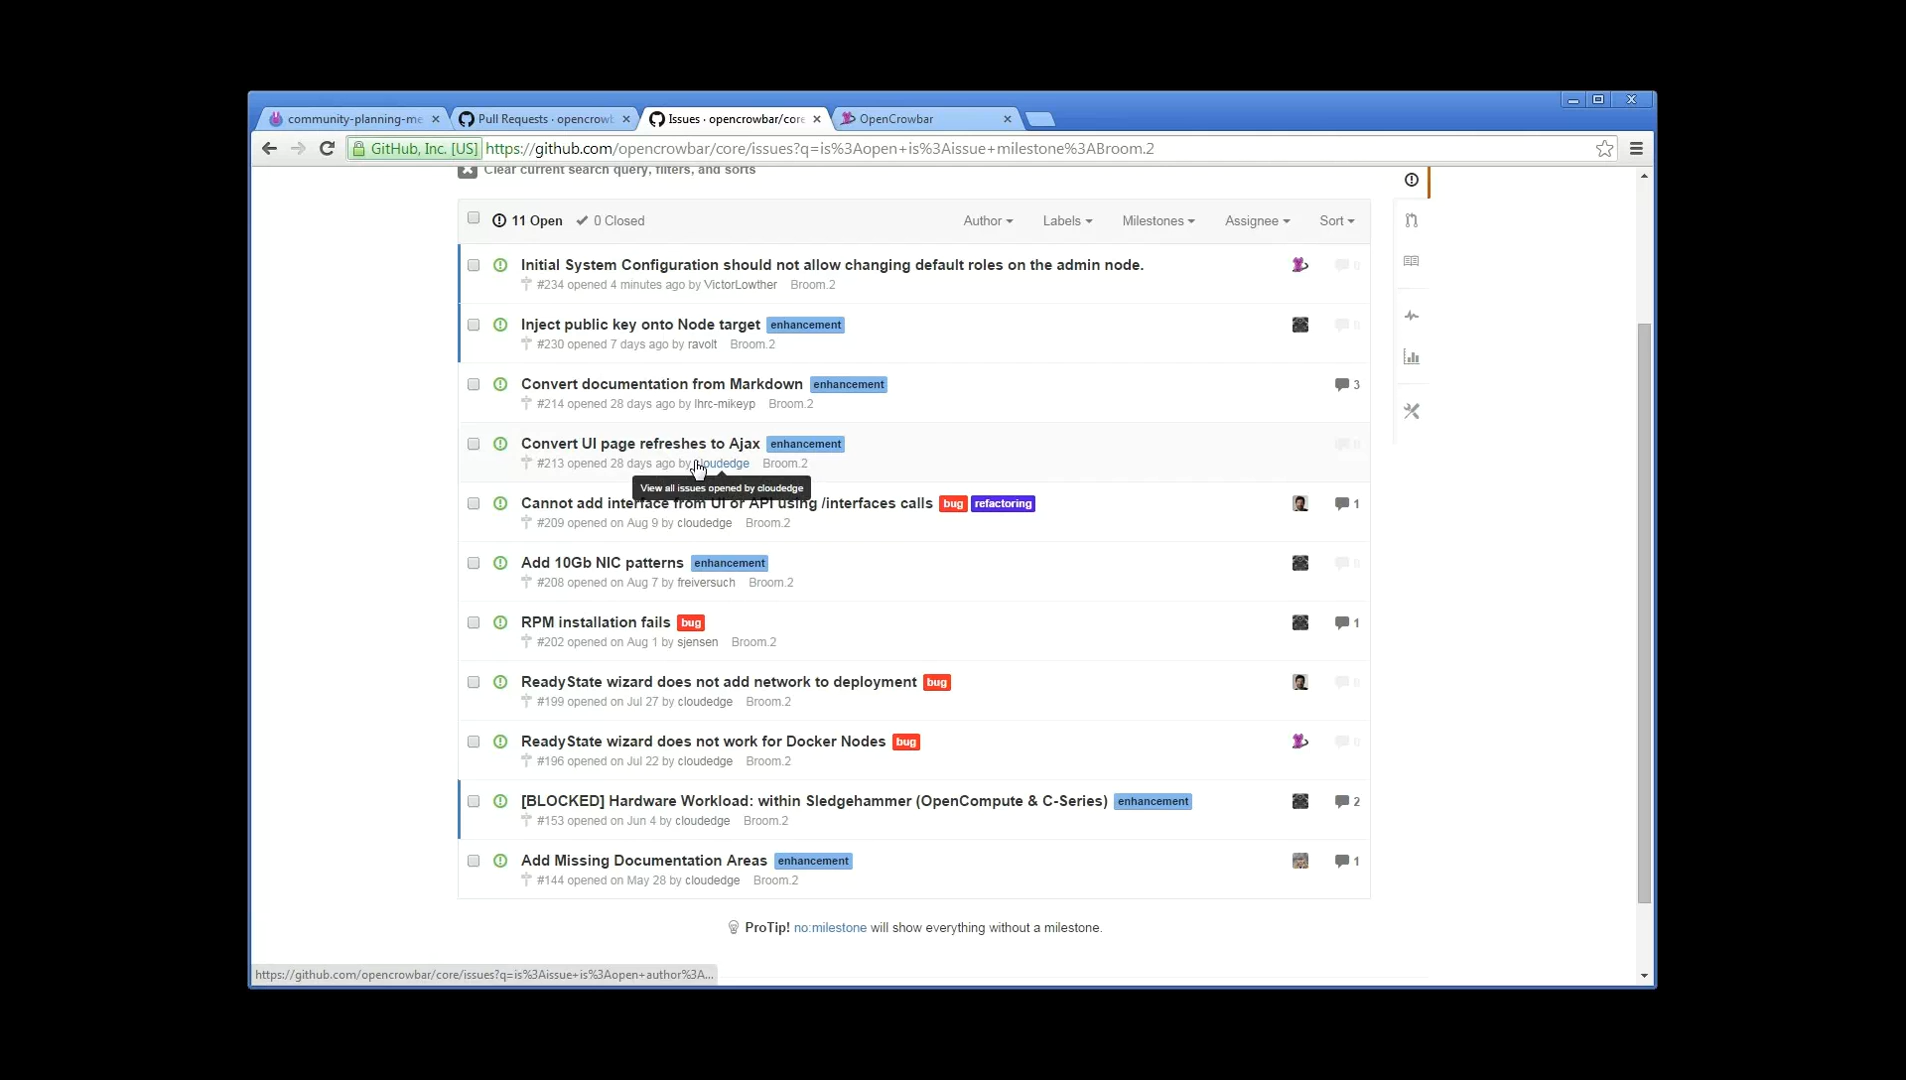 community-planning-me
Pull Requests · opencrowb
Issues · opencrowbar/core
OpenCrowbar
GitHub, Inc. [US]
https://github.com/opencrowbar/core/issues?q=is%3Aopen+is%3Aissue+milestone%3ABroom.2
Clear current search query, filters, and sorts
11 Open
0 Closed
Author
Labels
Milestones
Assignee
Sort
Initial System Configuration should not allow changing default roles on the admin node.
#234 opened 4 minutes ago by VictorLowther Broom.2
0
Inject public key onto Node target enhancement
#230 opened 7 days ago by ravolt Broom.2
0
Convert documentation from Markdown enhancement
3
#214 opened 28 days ago by lhrc-mikeyp Broom.2
Convert UI page refreshes to Ajax enhancement
0
#213 opened 28 days ago by cloudedge Broom.2
View all issues opened by cloudedge
Cannot add interface from UI or API using /interfaces calls bug refactoring
1
#209 opened on Aug 9 by cloudedge Broom.2
Add 10Gb NIC patterns enhancement
0
#208 opened on Aug 7 by freiversuch Broom.2
RPM installation fails bug
1
#202 opened on Aug 1 by sjensen Broom.2
ReadyState wizard does not add network to deployment bug
0
#199 opened on Jul 27 by cloudedge Broom.2
ReadyState wizard does not work for Docker Nodes bug
0
#196 opened on Jul 22 by cloudedge Broom.2
[BLOCKED] Hardware Workload: within Sledgehammer (OpenCompute & C-Series) enhancement
2
#153 opened on Jun 4 by cloudedge Broom.2
Add Missing Documentation Areas enhancement
1
#144 opened on May 28 by cloudedge Broom.2
ProTip! no:milestone will show everything without a milestone.
https://github.com/opencrowbar/core/issues?q=is%3Aissue+is%3Aopen+author%3A...